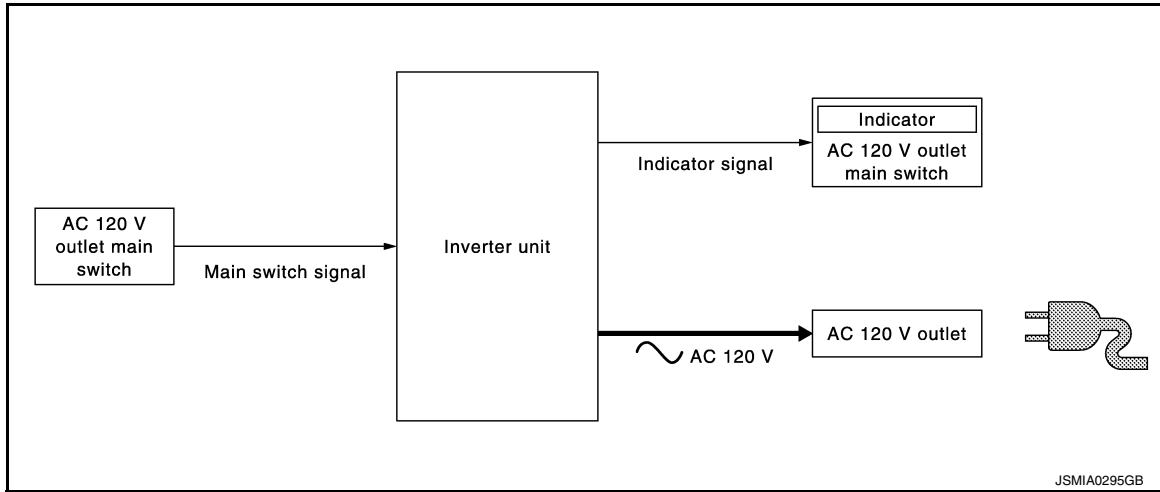 AC 120 V
outlet main
switch
Main switch signal
Inverter unit
Indicator signal
Indicator
AC 120 V outlet
main switch
AC 120 V
AC 120 V outlet
JSMIA0295GB